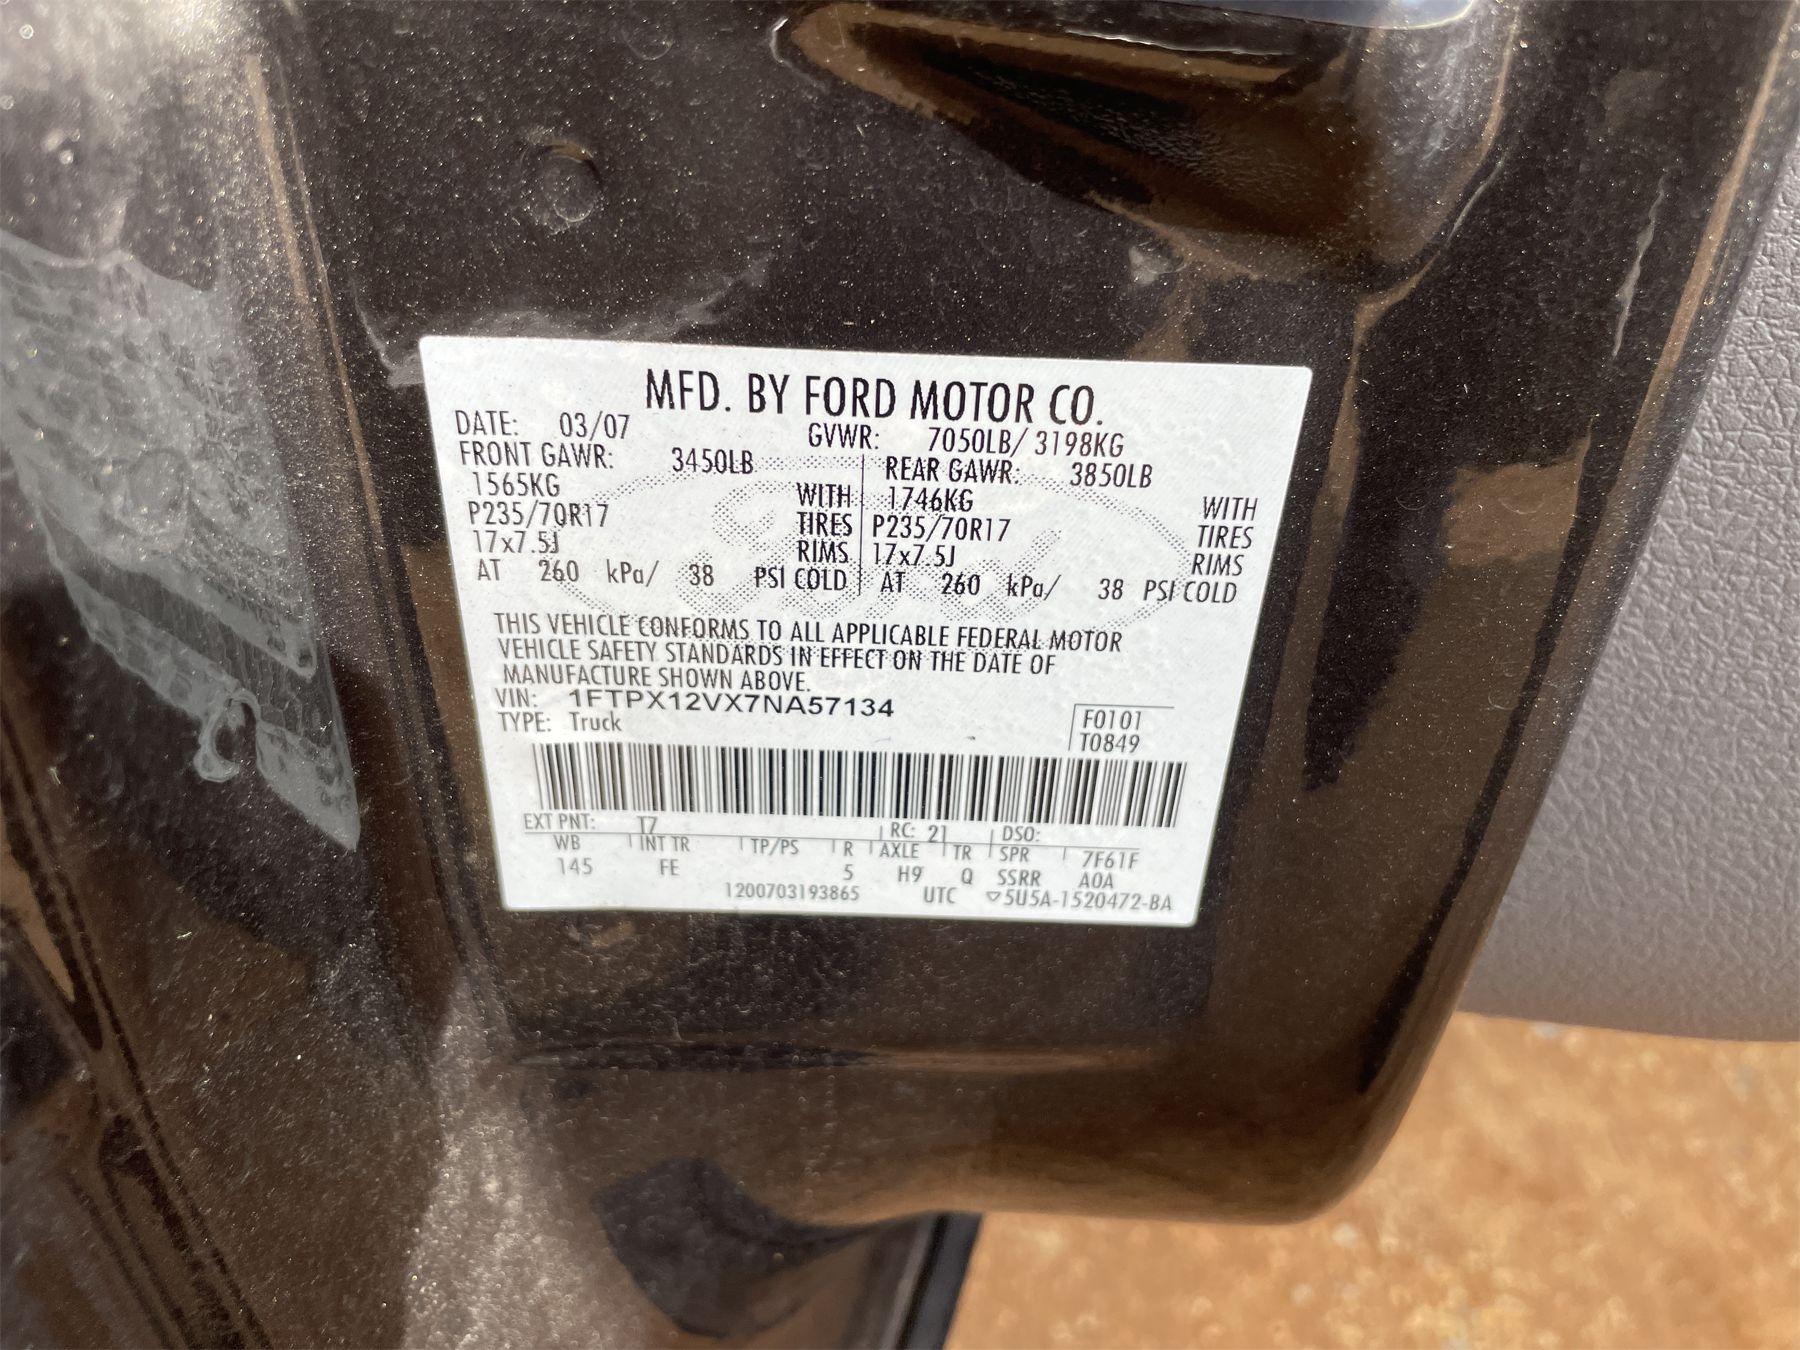 MFD. BY FORD MOTOR CO.
DATE: 03/07 GVWR: 7050LB/ 3198KG
FRONT GAWR: 3450LB REAR GAWR: 3850LB
1565KG WITH 1746KG WITH
P235/70R17 TIRES P235/70R17 TIRES
17x7.5J RIMS 17x7.5J RIMS
AT 260 kPa/ 38 PSI COLD AT 260 kPa/ 38 PSI COLD
THIS VEHICLE CONFORMS TO ALL APPLICABLE FEDERAL MOTOR
VEHICLE SAFETY STANDARDS IN EFFECT ON THE DATE OF
MANUFACTURE SHOWN ABOVE.
VIN: 1FTPX12VX7NA57134
TYPE: Truck
F0101
T0849
EXT PNT: T7 RC: 21 DSO:
WB INT TR TP/PS R AXLE TR SPR 7F61F
145 FE 5 H9 Q SSRR A0A
1200703193865 UTC ▽5U5A-1520472-BA